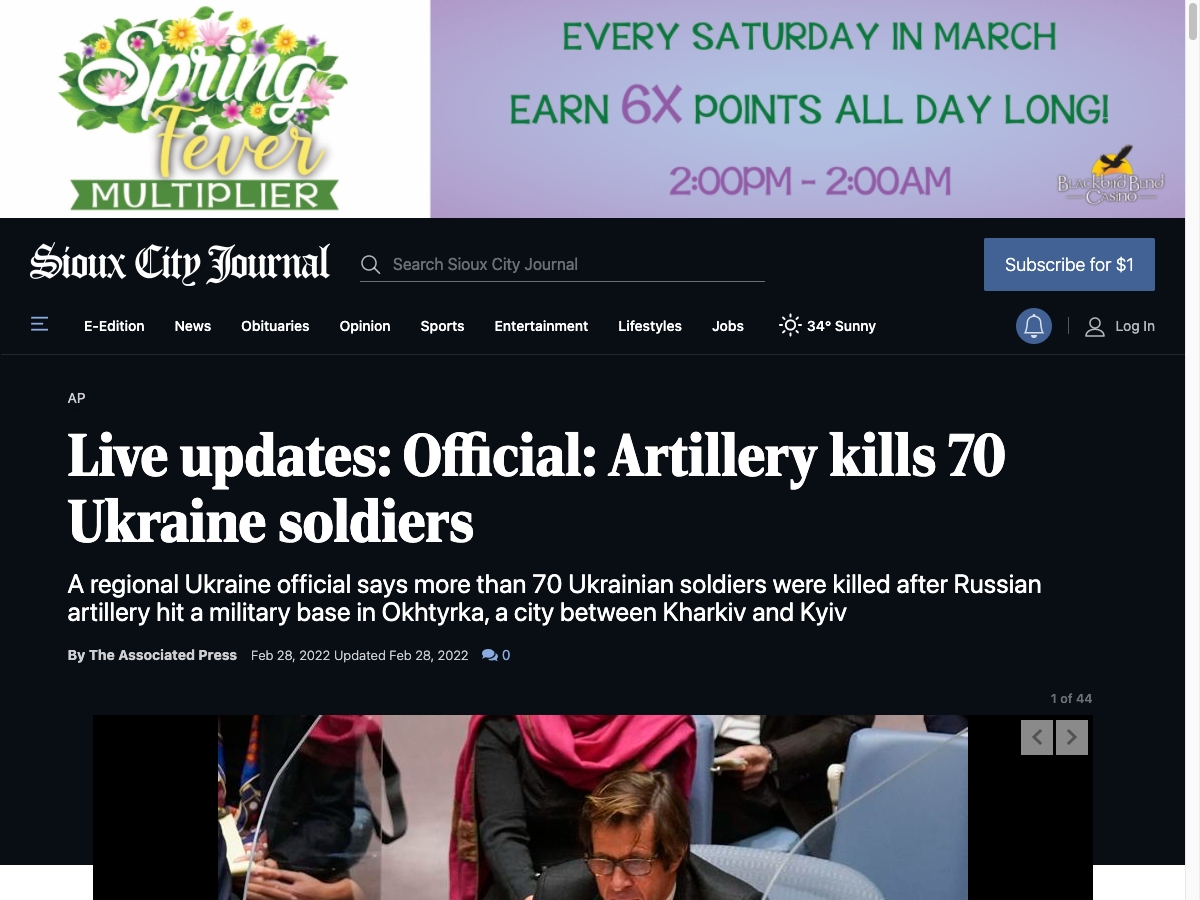 Spring
Fever
MULTIPLIER
EVERY SATURDAY IN MARCH
EARN 6X POINTS ALL DAY LONG!
2:00PM - 2:00AM
Blackbird Bend
Casino
Sioux City Journal
Search Sioux City Journal
Subscribe for $1
E-Edition News Obituaries Opinion Sports Entertainment Lifestyles Jobs 34° Sunny Log In
AP
Live updates: Official: Artillery kills 70
Ukraine soldiers
A regional Ukraine official says more than 70 Ukrainian soldiers were killed after Russian
artillery hit a military base in Okhtyrka, a city between Kharkiv and Kyiv
By The Associated Press Feb 28, 2022 Updated Feb 28, 2022 0
1 of 44